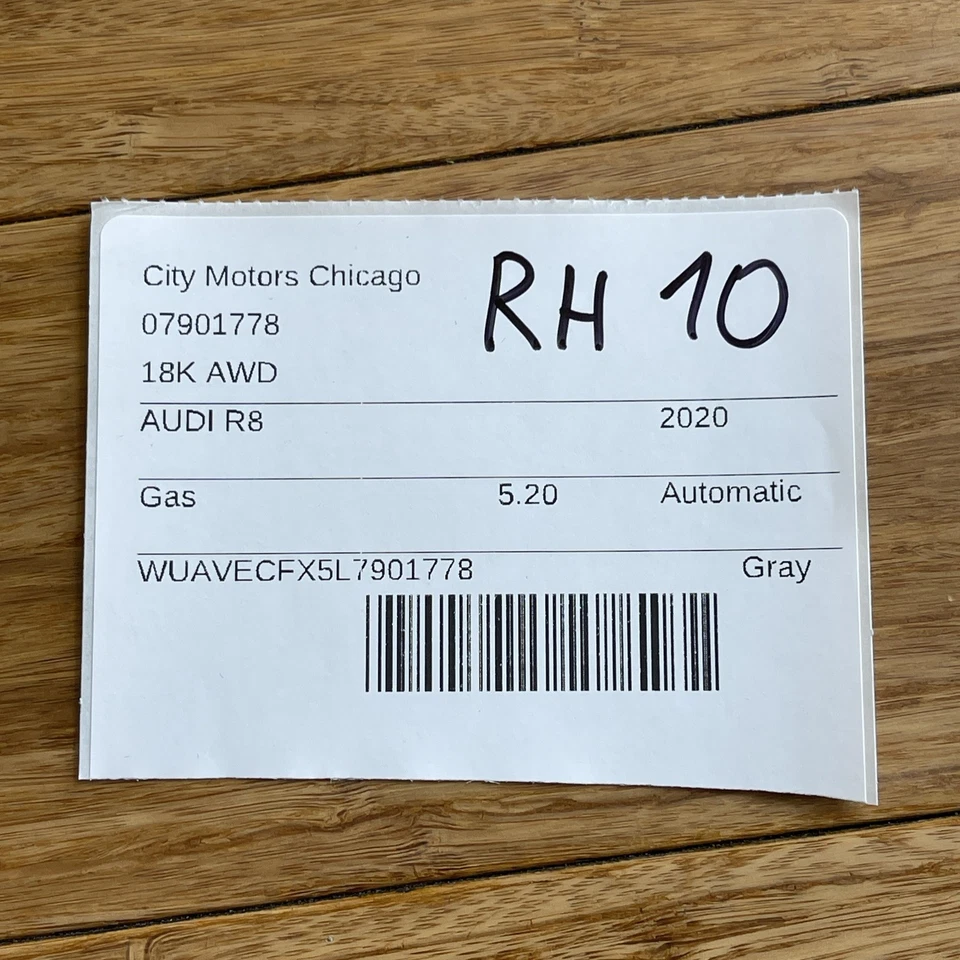 City Motors Chicago
RH 10
07901778
18K AWD
AUDI R8 2020
Gas 5.20 Automatic
WUAVECFX5L7901778 Gray